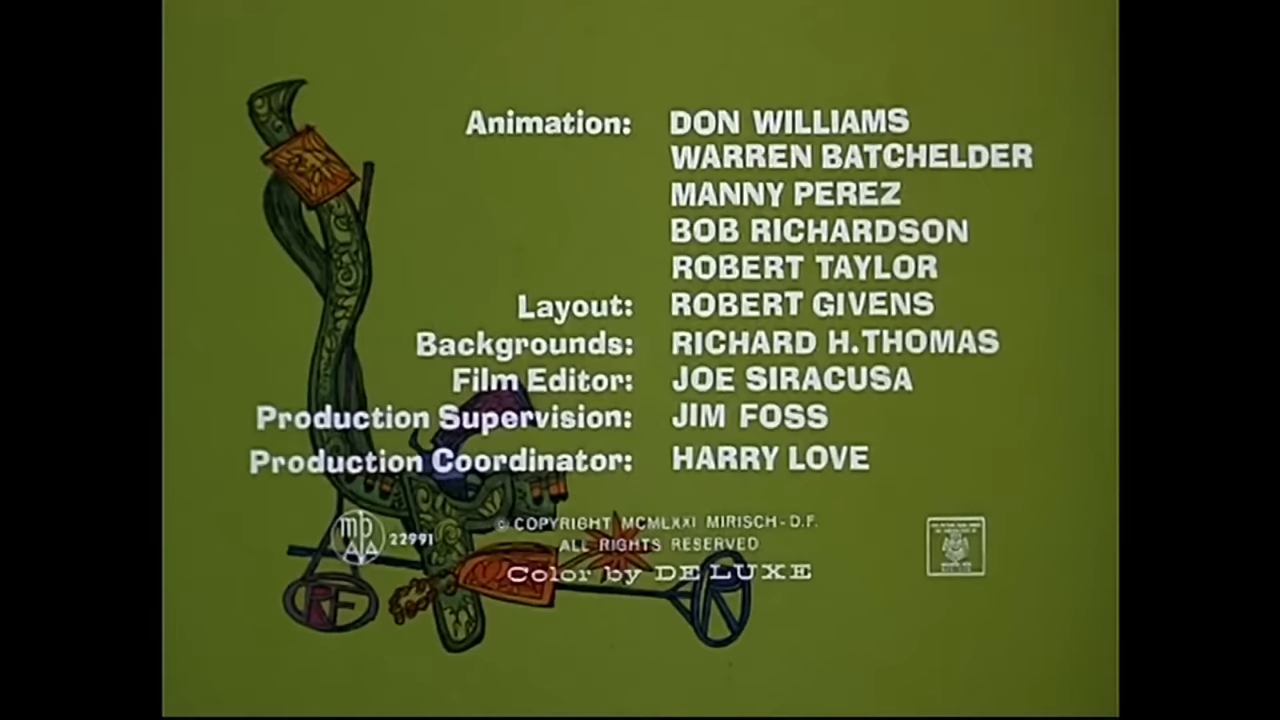 Animation: DON WILLIAMS
WARREN BATCHELDER
MANNY PEREZ
BOB RICHARDSON
ROBERT TAYLOR
Layout: ROBERT GIVENS
Backgrounds: RICHARD H. THOMAS
Film Editor: JOE SIRACUSA
Production Supervision: JIM FOSS
Production Coordinator: HARRY LOVE
© COPYRIGHT MCMLXXI MIRISCH-D.F.
mpaa 22991
ALL RIGHTS RESERVED
Color by DE LUXE
RF
R